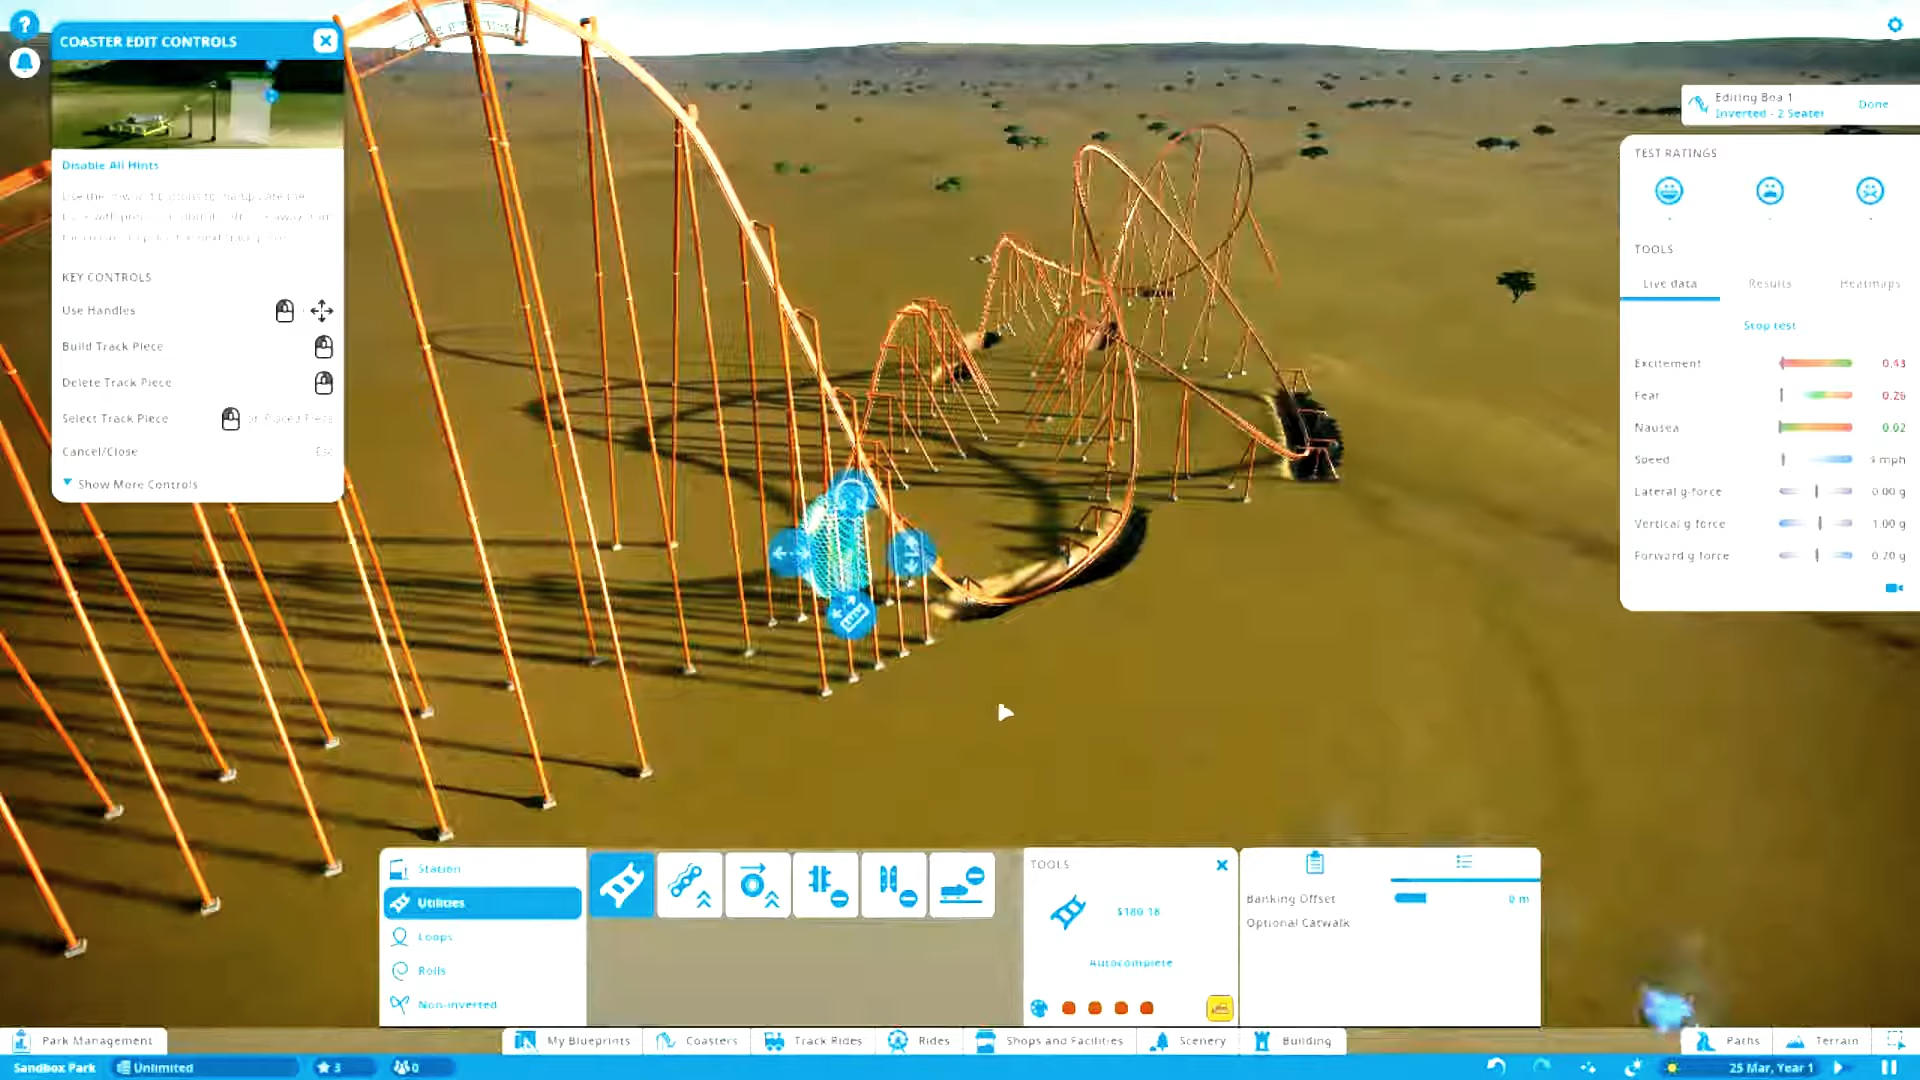 ?
COASTER EDIT CONTROLS
Disable All Hints
KEY CONTROLS
Use Handles
Build Track Piece
Delete Track Piece
Select Track Piece
or Placed Piece
Cancel/Close
Esc
Show More Controls
Editing Boa 1
Inverted - 2 Seater
Done
TEST RATINGS
TOOLS
Live data
Results
Heatmaps
Stop test
Excitement 0.43
Fear 0.26
Nausea 0.02
Speed mph
Lateral g-force 0.00 g
Vertical g force 1.00 g
Forward g force 0.20 g
Station
Utilities
Loops
Rolls
Non-inverted
TOOLS
$180.18
Autocomplete
Banking Offset 0 m
Optional Catwalk
Park Management
My Blueprints
Coasters
Track Rides
Rides
Shops and Facilities
Scenery
Building
Paths
Terrain
Sandbox Park
Unlimited
3
0
25 Mar, Year 1